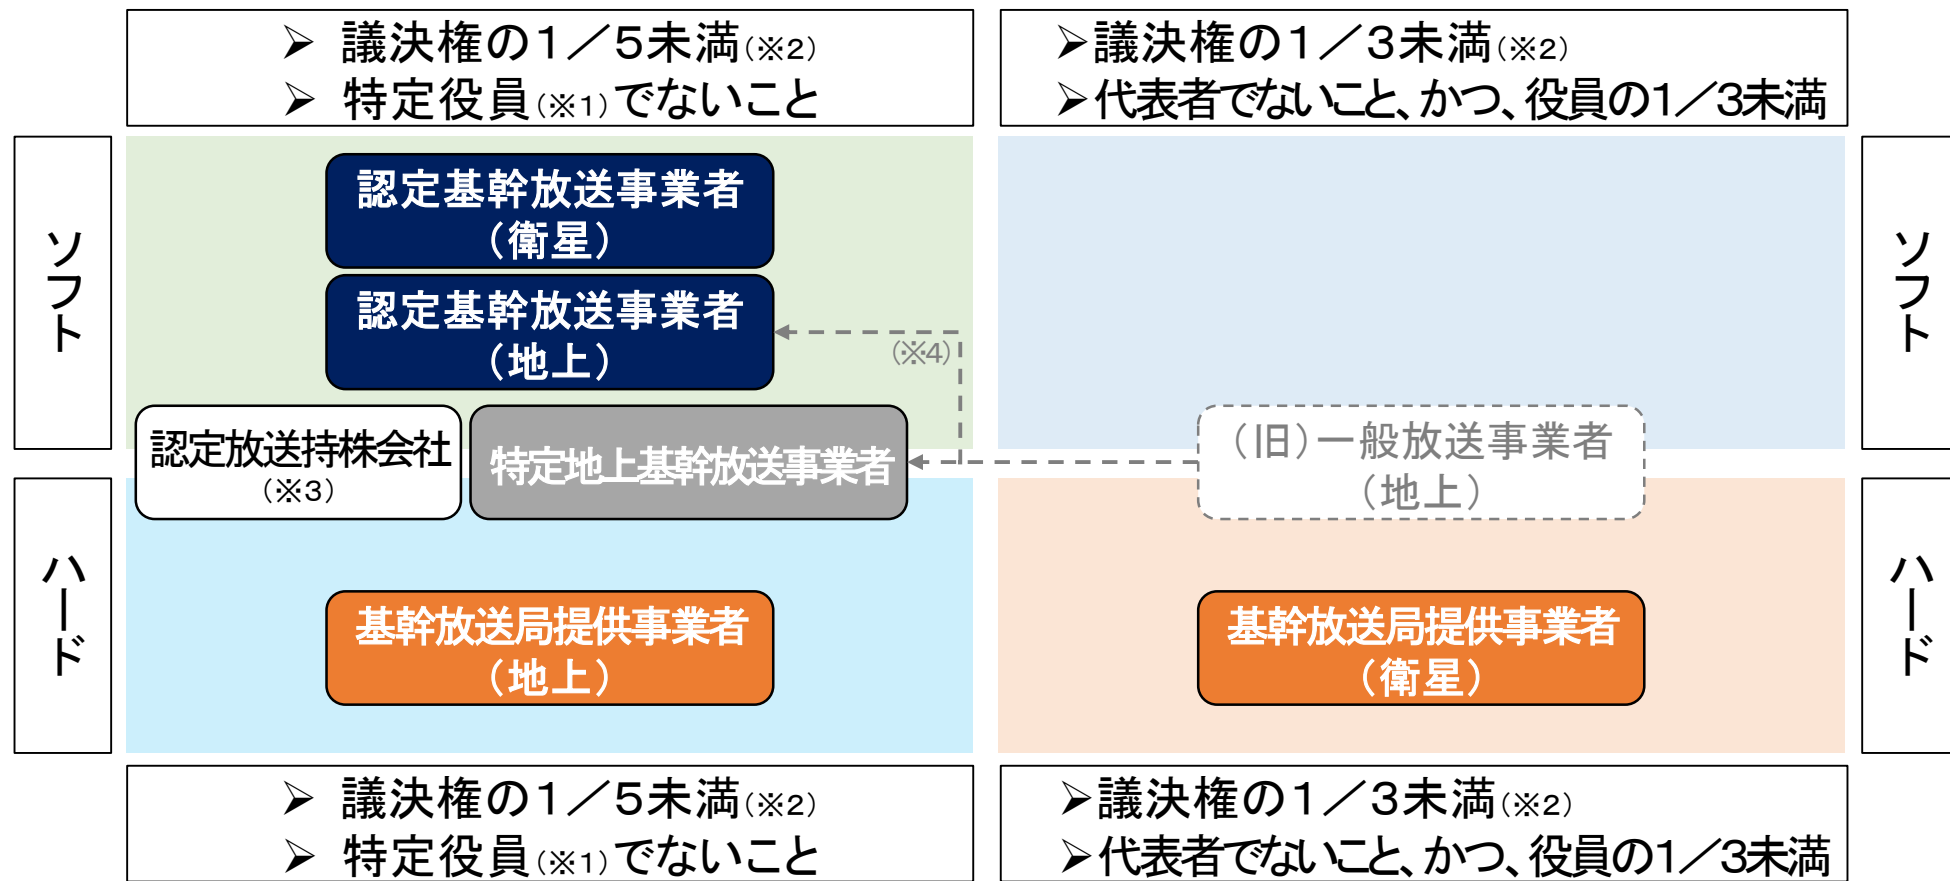 ➢ 議決権の1／5未満(※2)
➢ 特定役員(※1)でないこと
➢議決権の1／3未満(※2)
➢代表者でないこと、かつ、役員の1／3未満
ソフト
認定基幹放送事業者
（衛星）
認定基幹放送事業者
（地上）
(※4)
認定放送持株会社
(※3)
特定地上基幹放送事業者
（旧）一般放送事業者
（地上）
ソフト
ハード
基幹放送局提供事業者
（地上）
基幹放送局提供事業者
（衛星）
ハード
➢ 議決権の1／5未満(※2)
➢ 特定役員(※1)でないこと
➢議決権の1／3未満(※2)
➢代表者でないこと、かつ、役員の1／3未満